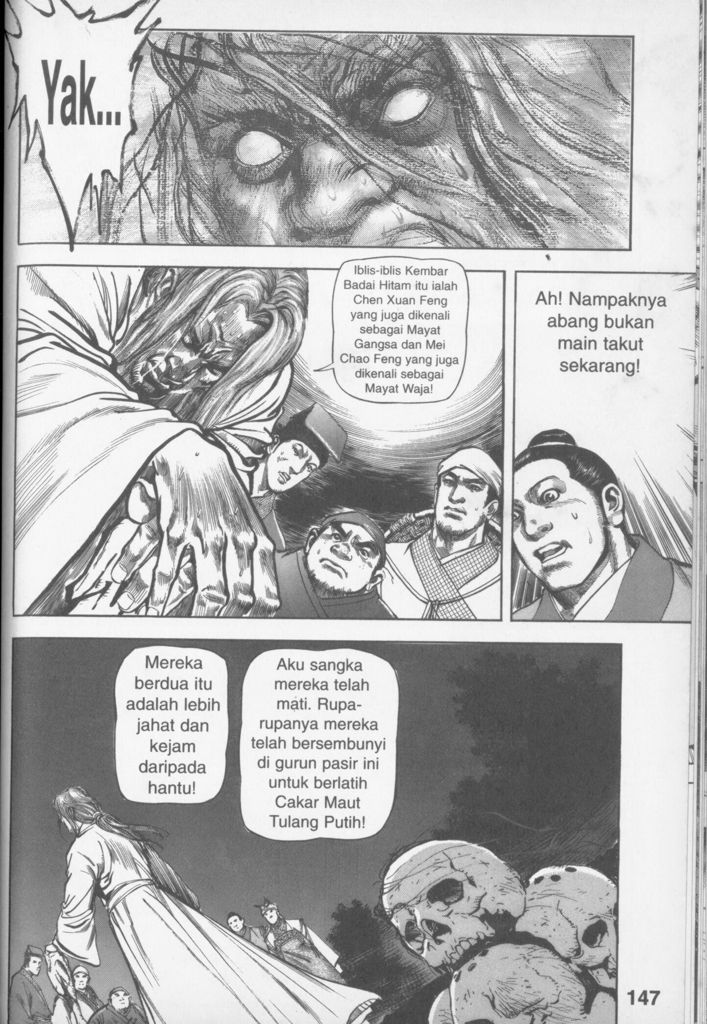 Yak...
Iblis-iblis Kembar
Badai Hitam itu ialah
Chen Xuan Feng
yang juga dikenali
sebagai Mayat
Gangsa dan Mei
Chao Feng yang juga
dikenali sebagai
Mayat Waja!
Ah! Nampaknya
abang bukan
main takut
sekarang!
Mereka
berdua itu
adalah lebih
jahat dan
kejam
daripada
hantu!
Aku sangka
mereka telah
mati. Rupa-
rupanya mereka
telah bersembunyi
di gurun pasir ini
untuk berlatih
Cakar Maut
Tulang Putih!
147